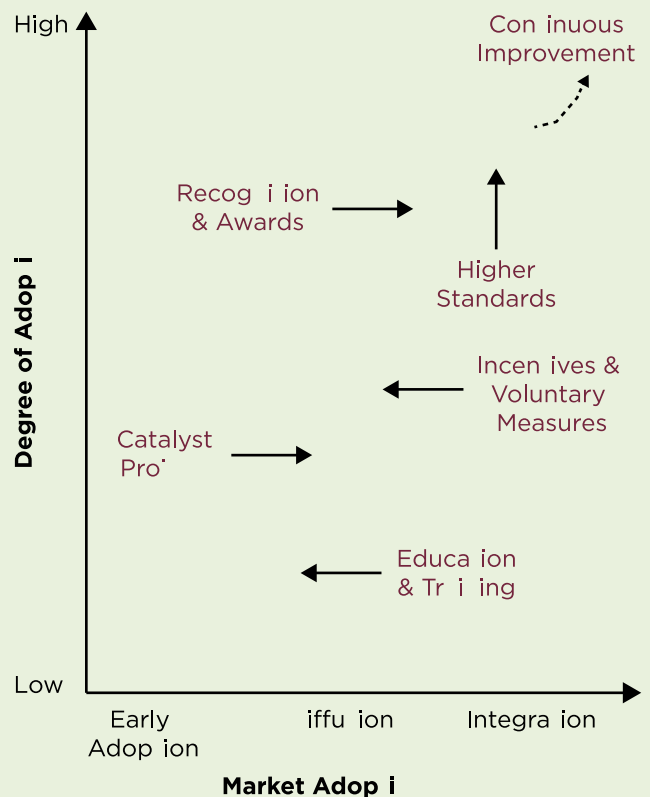 High
Con inuous
Improvement
Recog i ion
& Awards
Higher
Standards
Degree of Adop i
Incen ives &
Voluntary
Measures
Catalyst
Pro
Educa ion
& Tr i ing
Low
Early
Adop ion
iffu ion
Integra ion
Market Adop i